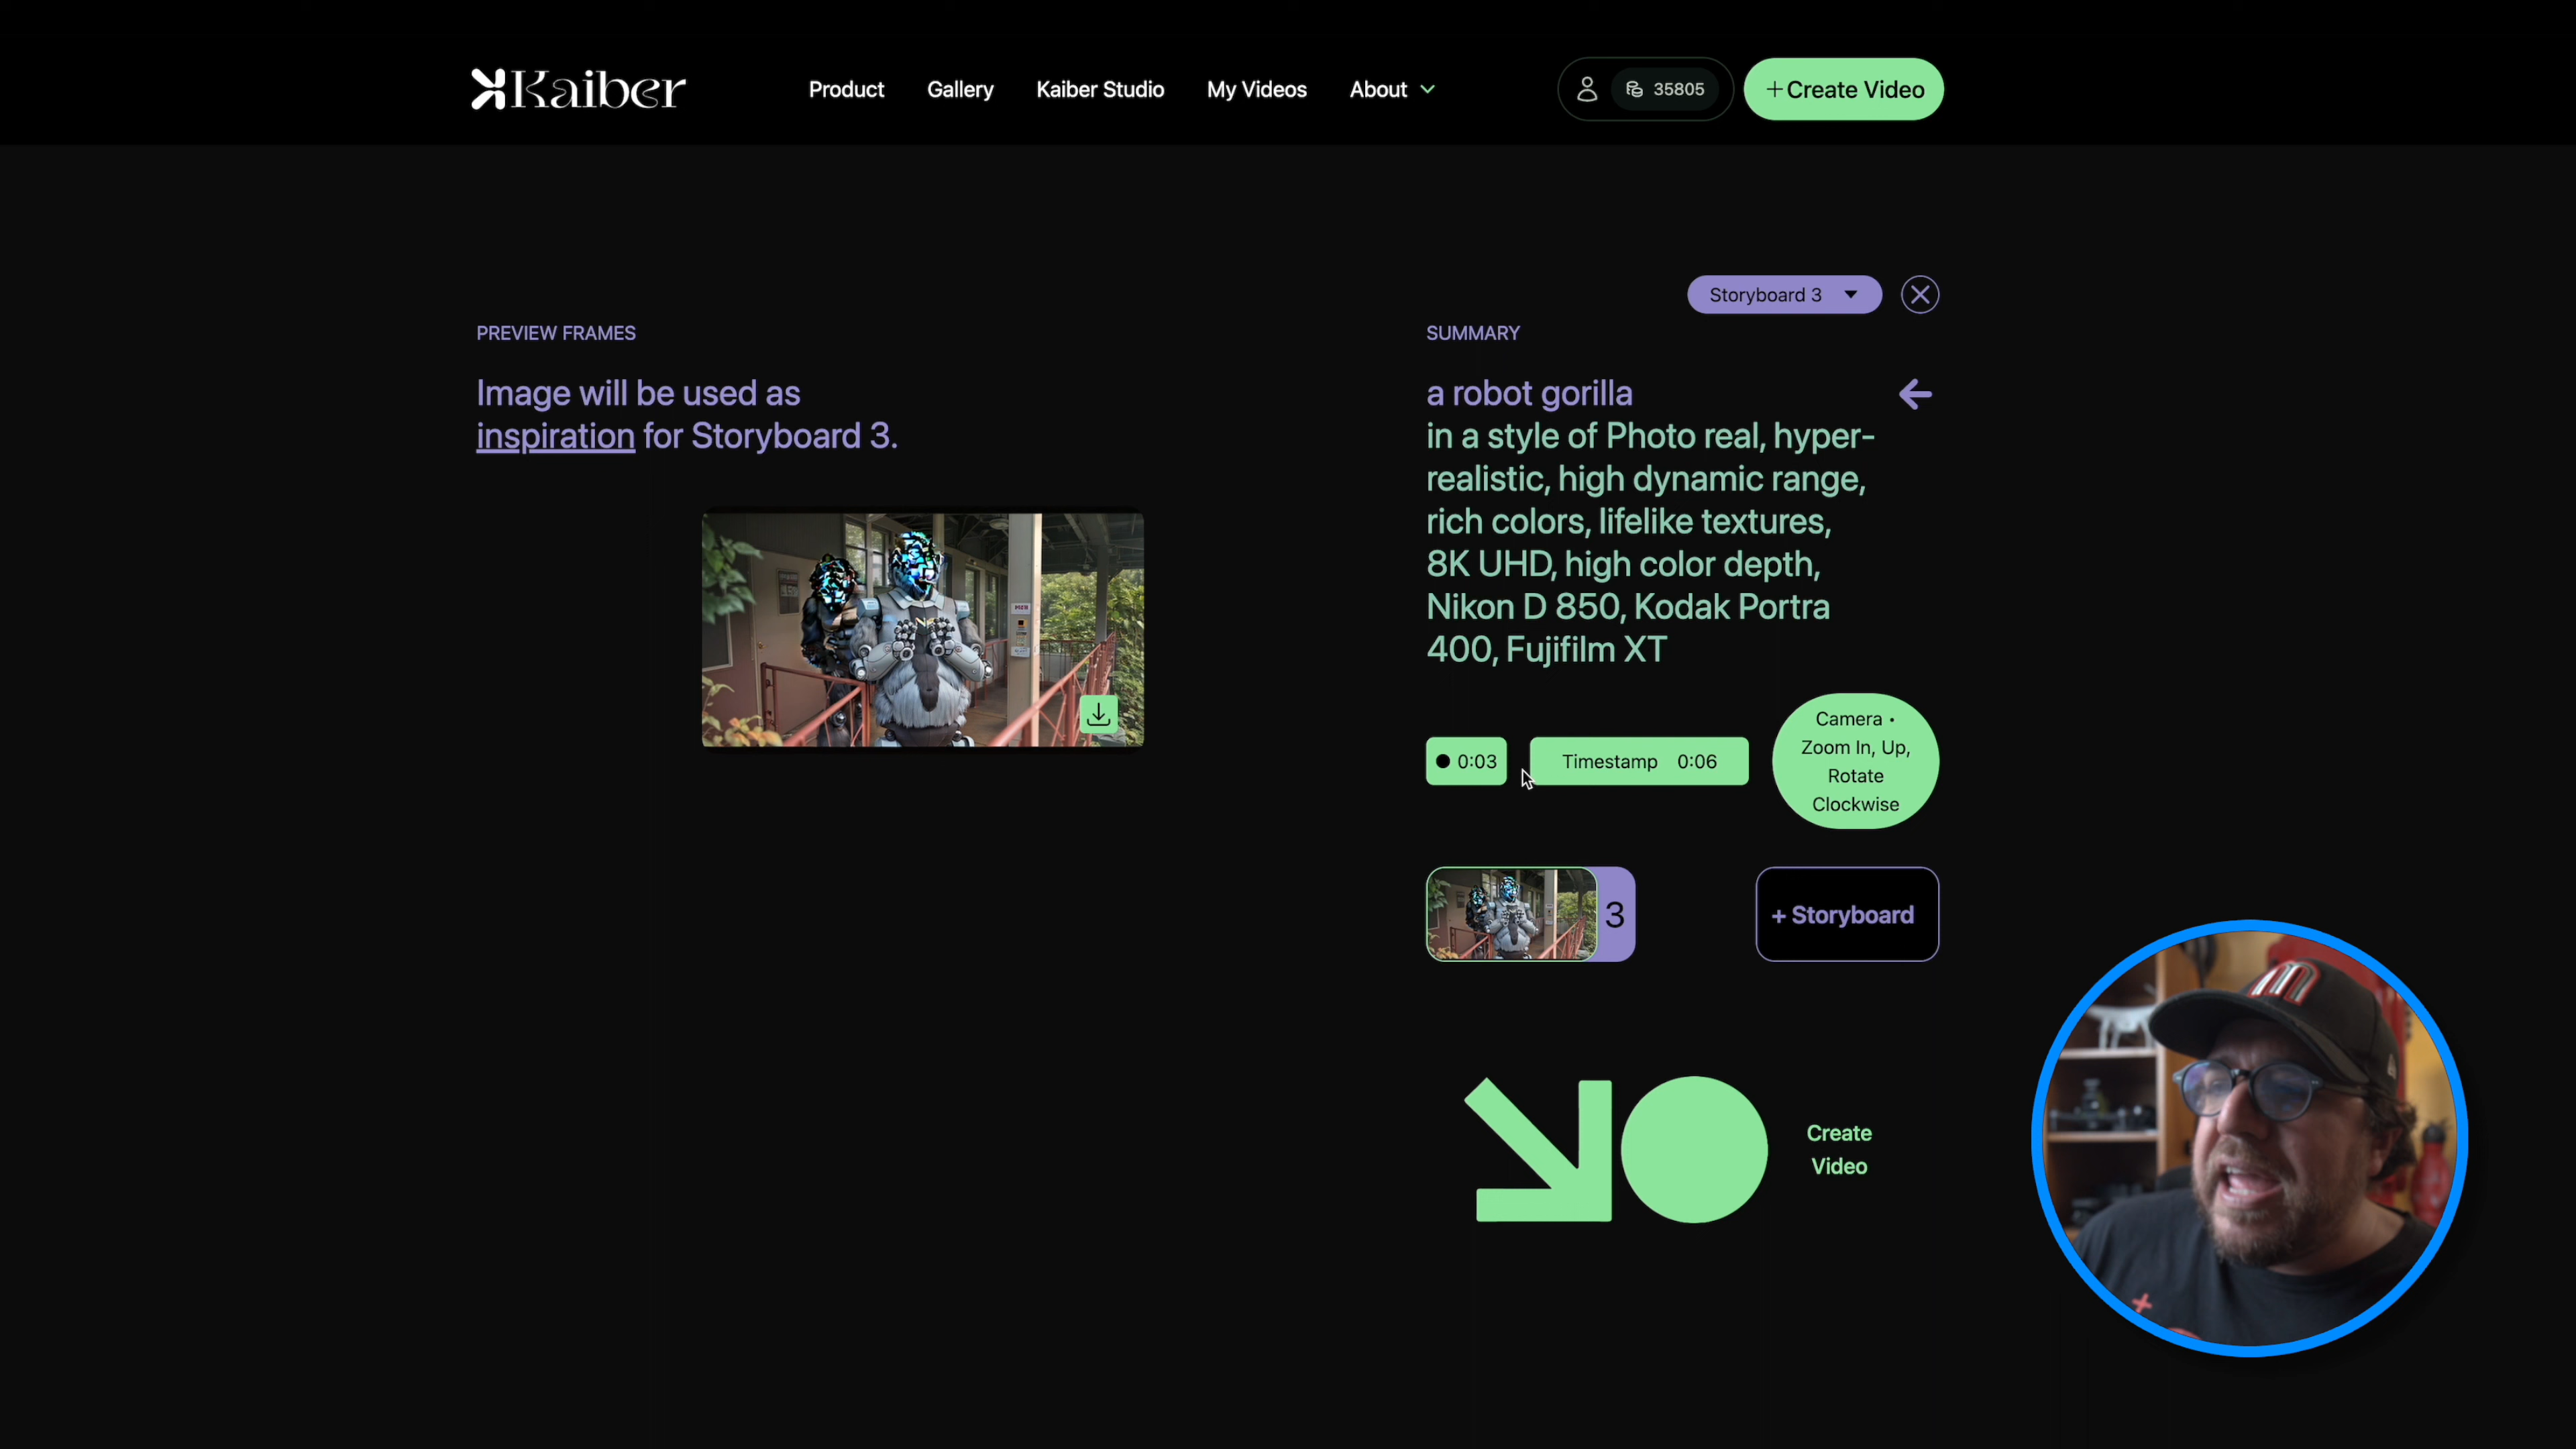 Kaiber
Product
Gallery
Kaiber Studio
My Videos
About
35805
+Create Video
Storyboard 3
PREVIEW FRAMES
Image will be used as
inspiration for Storyboard 3.
SUMMARY
a robot gorilla
in a style of Photo real, hyper-
realistic, high dynamic range,
rich colors, lifelike textures,
8K UHD, high color depth,
Nikon D 850, Kodak Portra
400, Fujifilm XT
0:03
Timestamp 0:06
Camera •
Zoom In, Up,
Rotate
Clockwise
3
+ Storyboard
Create
Video